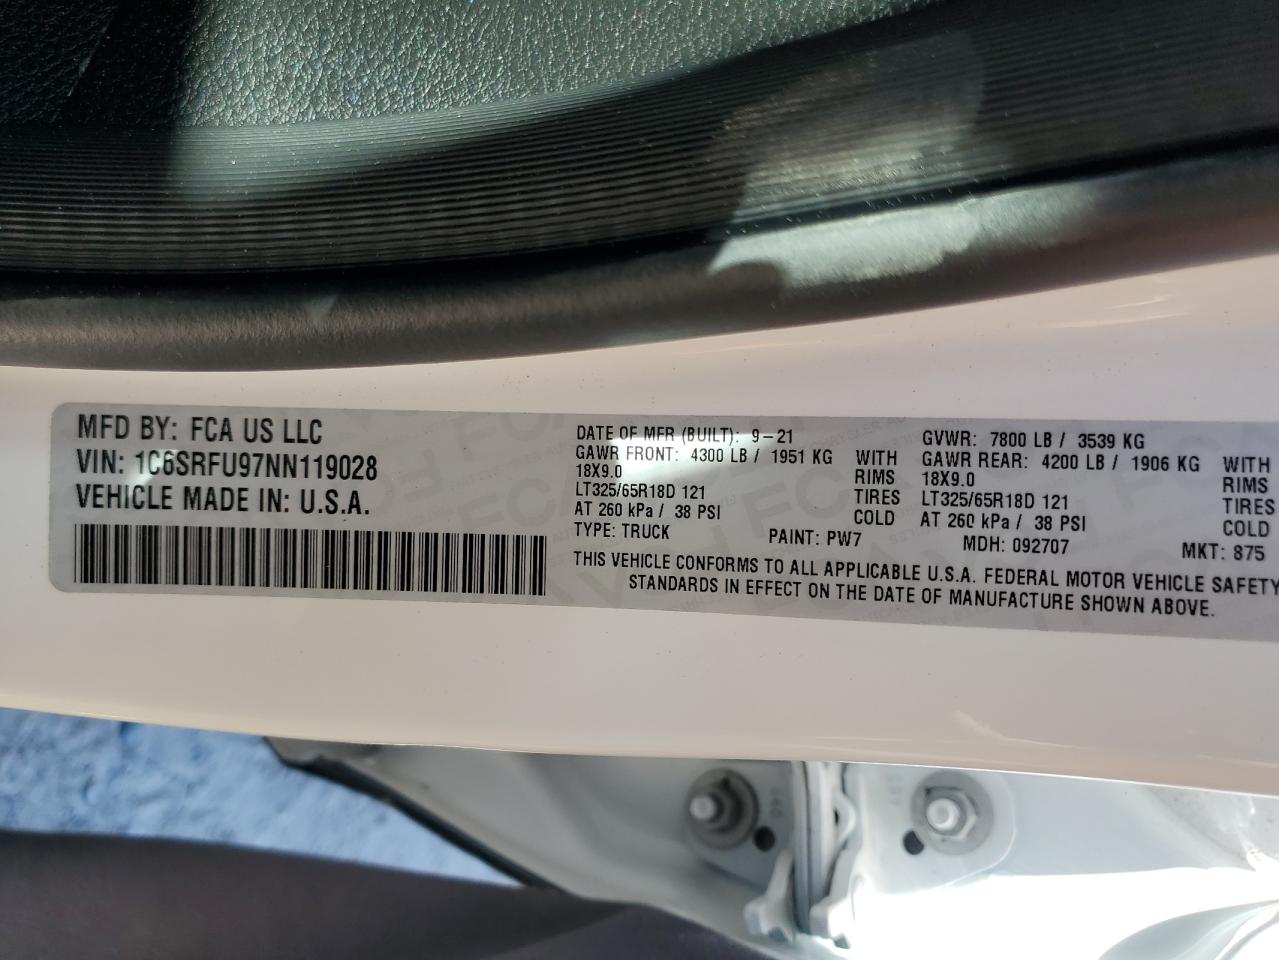 MFD BY: FCA US LLC
VIN: 1C6SRFU97NN119028
VEHICLE MADE IN: U.S.A.
DATE OF MFR (BUILT): 9-21
GAWR FRONT: 4300 LB / 1951 KG WITH
18X9.0 RIMS
LT325/65R18D 121 TIRES
AT 260 kPa / 38 PSI COLD
TYPE: TRUCK PAINT: PW7
GVWR: 7800 LB / 3539 KG
GAWR REAR: 4200 LB / 1906 KG WITH
18X9.0 RIMS
LT325/65R18D 121 TIRES
AT 260 kPa / 38 PSI COLD
MDH: 092707 MKT: 875
THIS VEHICLE CONFORMS TO ALL APPLICABLE U.S.A. FEDERAL MOTOR VEHICLE SAFETY
STANDARDS IN EFFECT ON THE DATE OF MANUFACTURE SHOWN ABOVE.